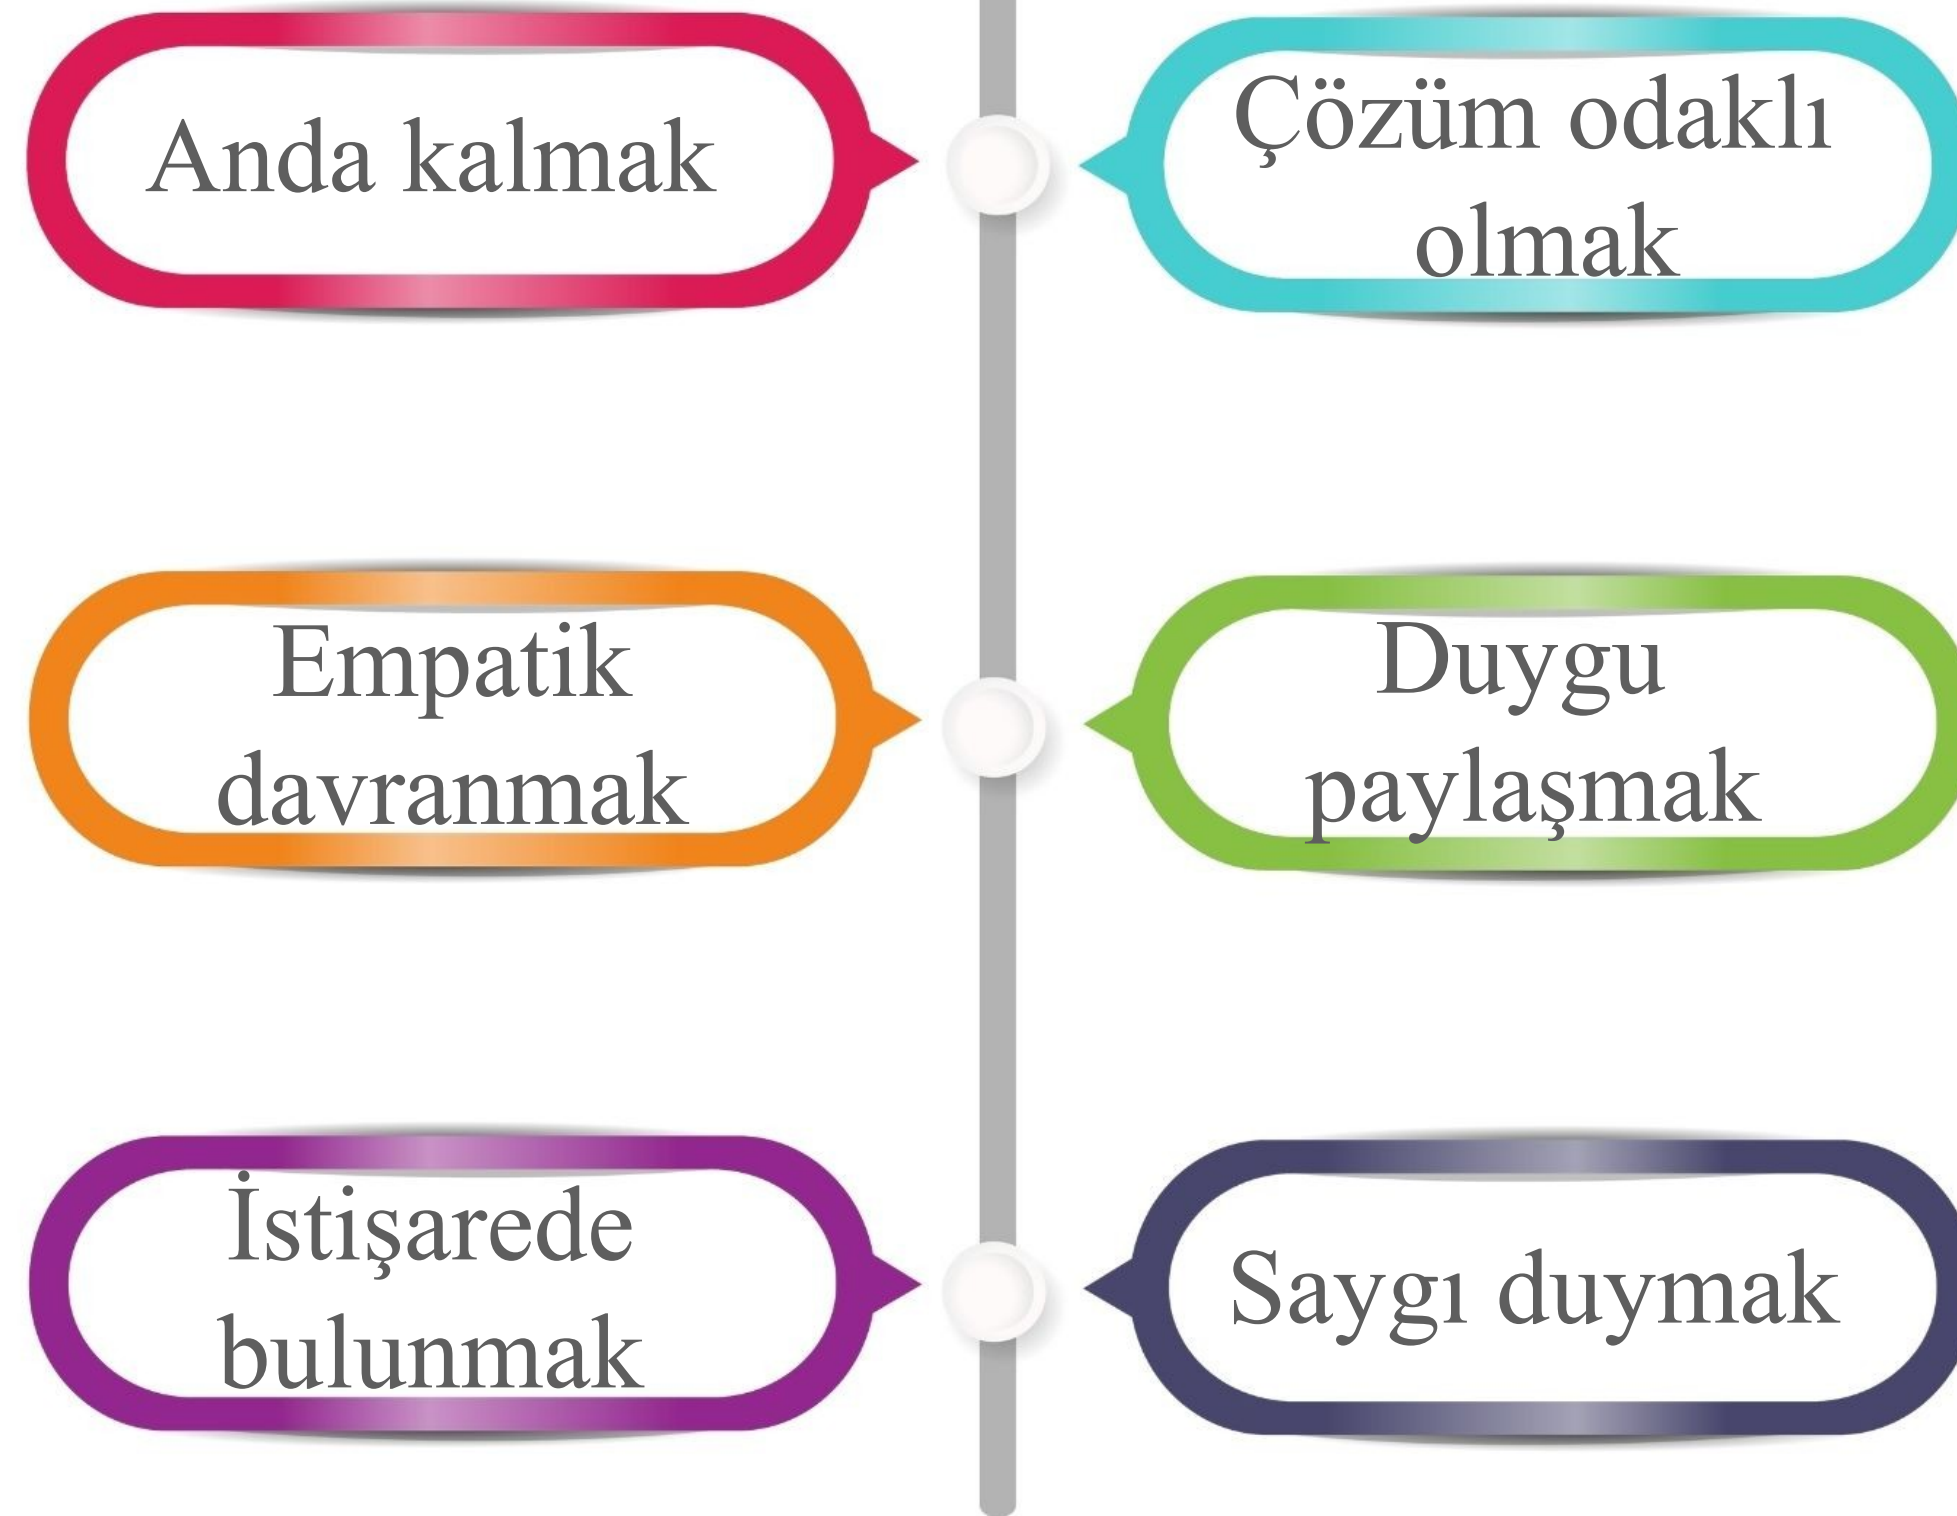 Anda kalmak
Çözüm odaklı
olmak
Empatik
davranmak
Duygu
paylaşmak
İstişarede
bulunmak
Saygı duymak